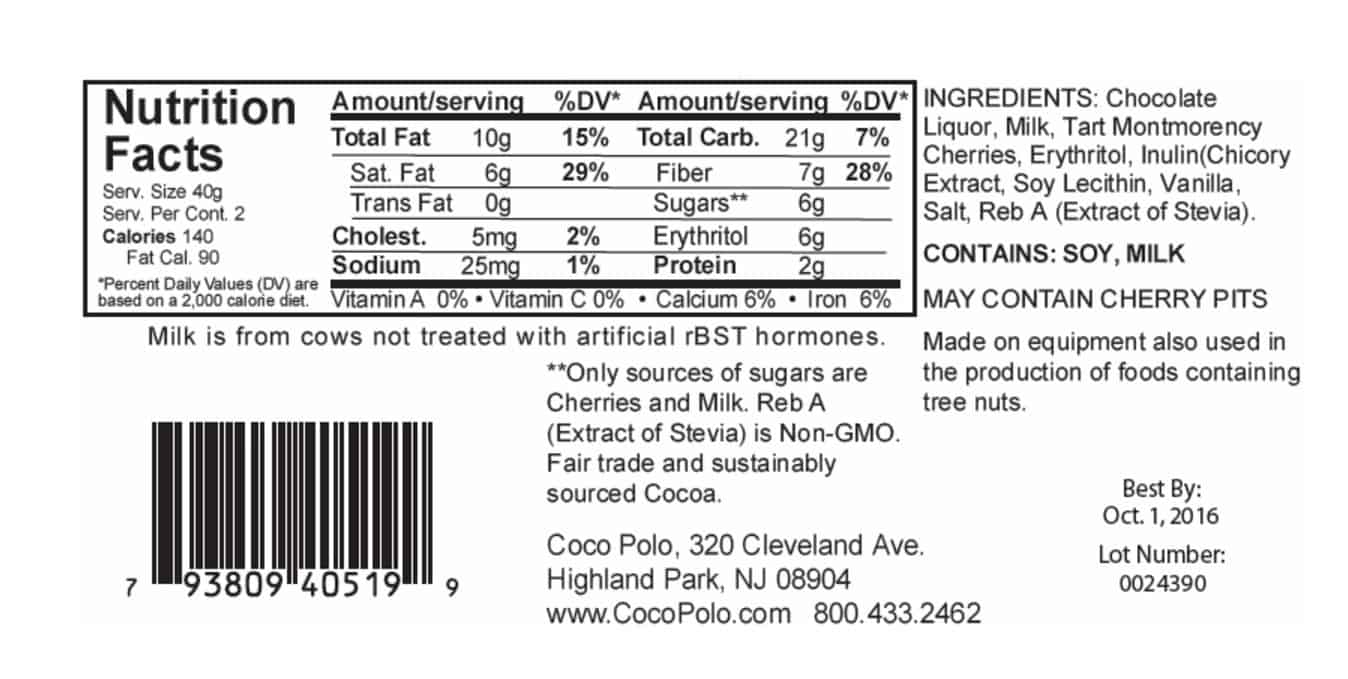 Nutrition
Facts
Serv. Size 40g
Serv. Per Cont. 2
Calories 140
Fat Cal. 90
*Percent Daily Values (DV) are
based on a 2,000 calorie diet.
Amount/serving %DV* Amount/serving %DV*
Total Fat 10g 15% Total Carb. 21g 7%
Sat. Fat 6g 29% Fiber 7g 28%
Trans Fat 0g Sugars** 6g
Cholest. 5mg 2% Erythritol 6g
Sodium 25mg 1% Protein 2g
Vitamin A 0% • Vitamin C 0% • Calcium 6% • Iron 6%
INGREDIENTS: Chocolate
Liquor, Milk, Tart Montmorency
Cherries, Erythritol, Inulin(Chicory
Extract, Soy Lecithin, Vanilla,
Salt, Reb A (Extract of Stevia).
CONTAINS: SOY, MILK
MAY CONTAIN CHERRY PITS
Made on equipment also used in
the production of foods containing
tree nuts.
Milk is from cows not treated with artificial rBST hormones.
**Only sources of sugars are
Cherries and Milk. Reb A
(Extract of Stevia) is Non-GMO.
Fair trade and sustainably
sourced Cocoa.
Coco Polo, 320 Cleveland Ave.
Highland Park, NJ 08904
www.CocoPolo.com 800.433.2462
7 93809 40519 9
Best By:
Oct. 1, 2016
Lot Number:
0024390